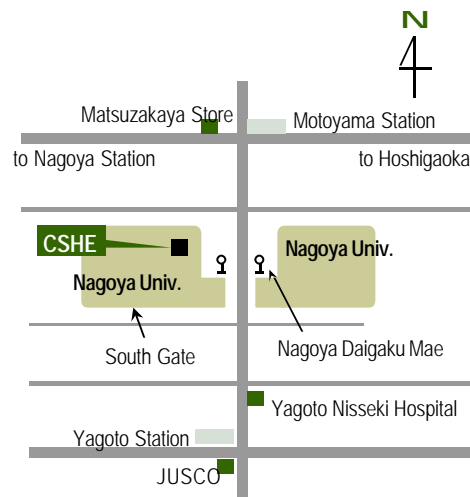 N
Matsuzakaya Store
Motoyama Station
to Nagoya Station
to Hoshigaoka
CSHE
Nagoya Univ.
Nagoya Univ.
South Gate
Nagoya Daigaku Mae
Yagoto Nisseki Hospital
Yagoto Station
JUSCO